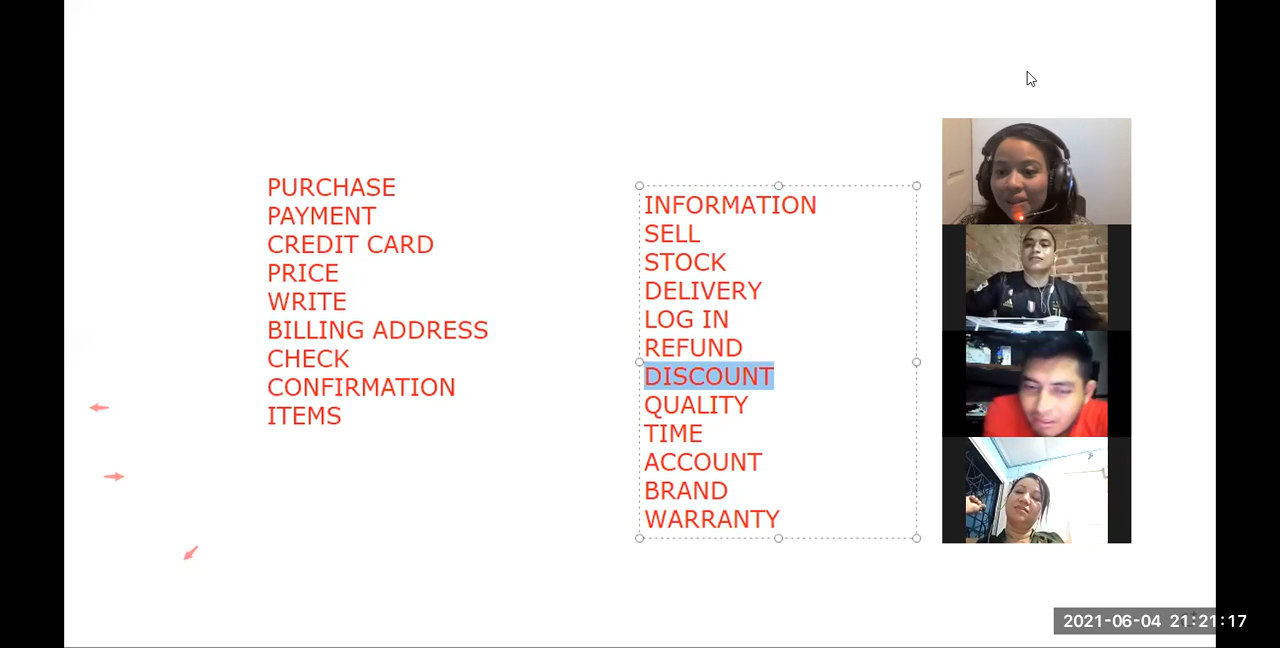 PURCHASE
PAYMENT
CREDIT CARD
PRICE
WRITE
BILLING ADDRESS
CHECK
CONFIRMATION
ITEMS
INFORMATION
SELL
STOCK
DELIVERY
LOG IN
REFUND
DISCOUNT
QUALITY
TIME
ACCOUNT
BRAND
WARRANTY
2021-06-04 21:21:17